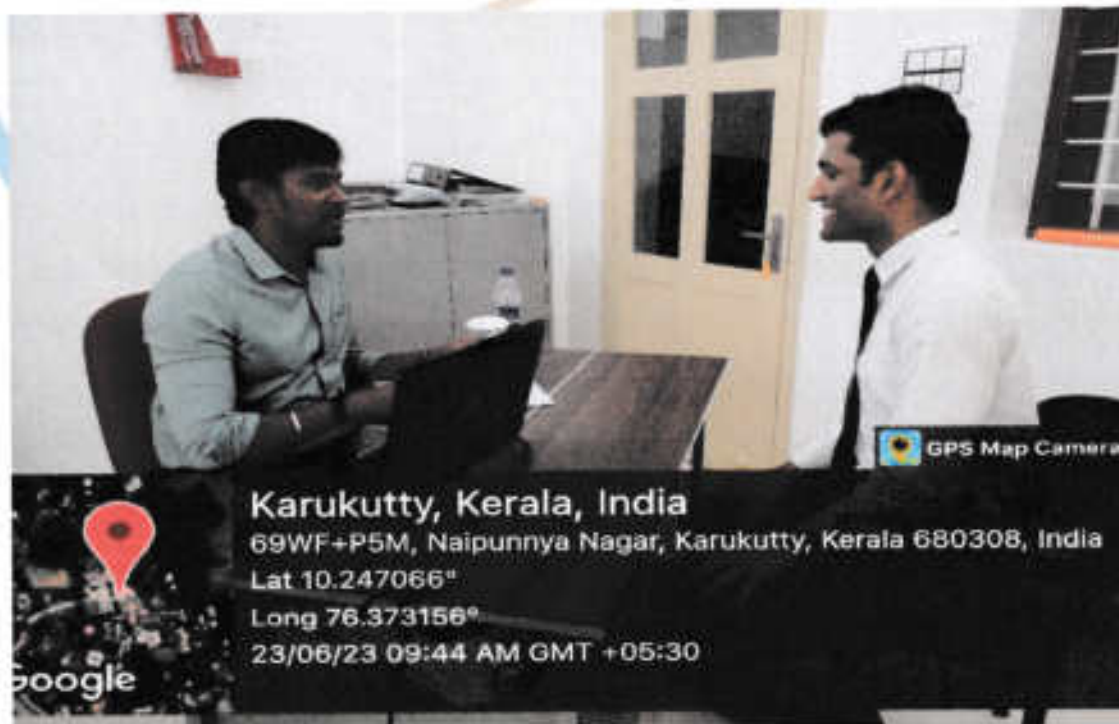 GPS Map Camera
Karukutty, Kerala, India
69WF+P5M, Naipunnya Nagar, Karukutty, Kerala 680308, India
Lat 10.247066°
Long 76.373156°
23/06/23 09:44 AM GMT +05:30
Google